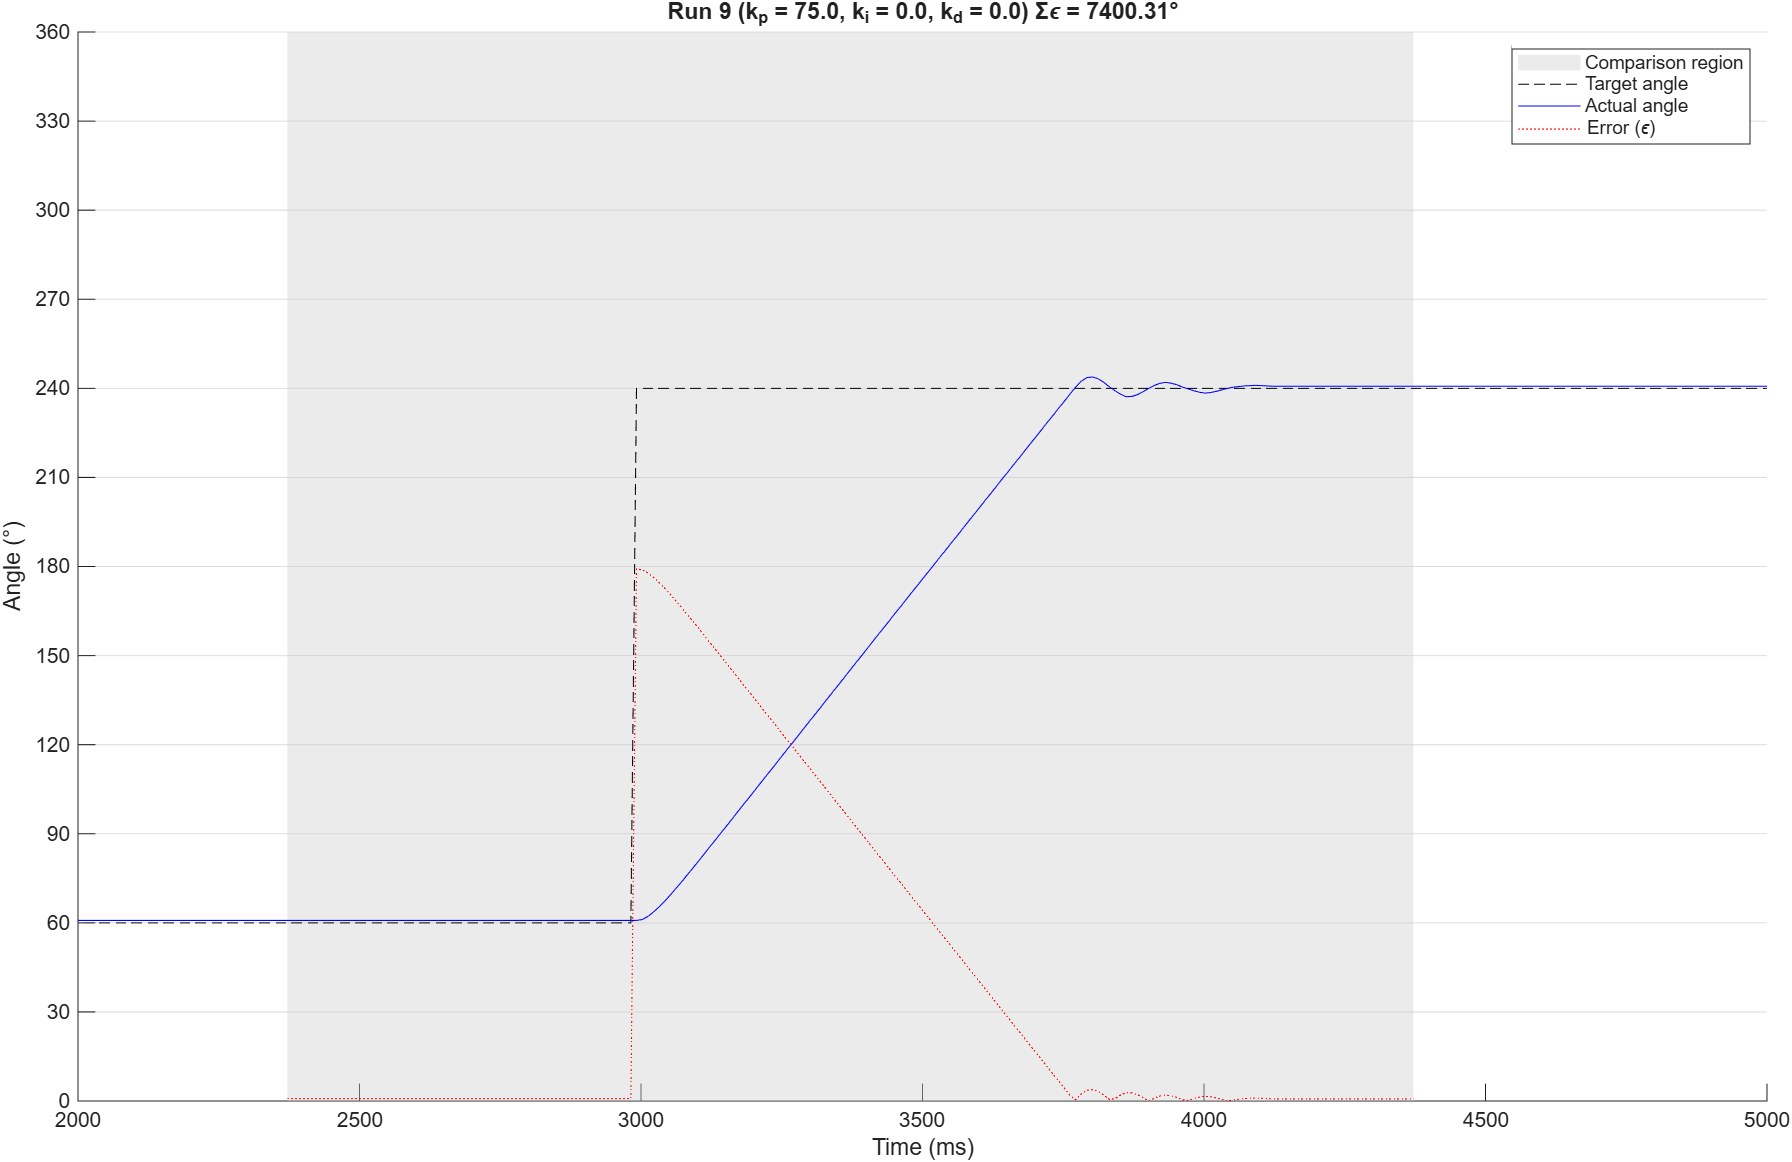 Run 9 (kp = 75.0, ki = 0.0, kd = 0.0) Σϵ = 7400.31°
360
330
300
270
240
210
180
150
120
90
60
30
0
Angle (°)
Comparison region
Target angle
Actual angle
Error (ϵ)
2000 2500 3000 3500 4000 4500 5000
Time (ms)